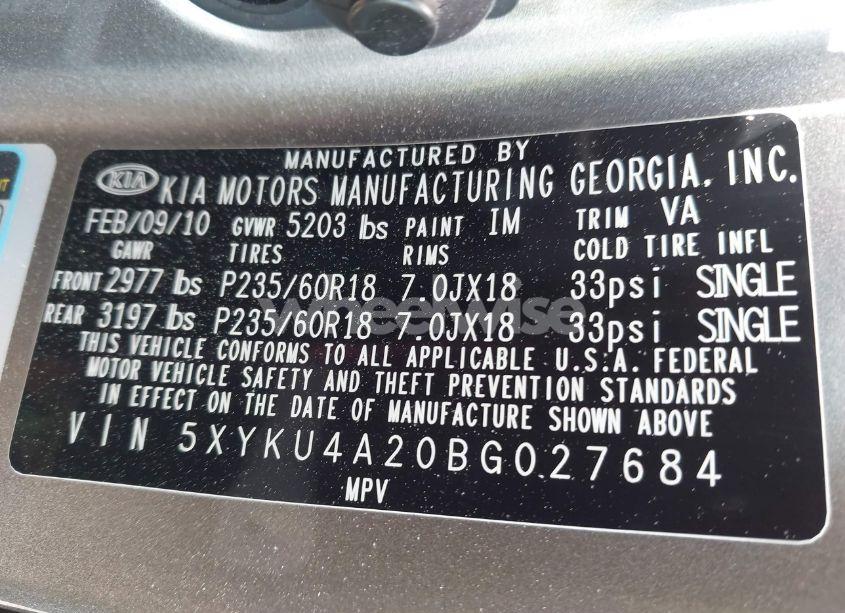 MANUFACTURED BY
KIA KIA MOTORS MANUFACTURING GEORGIA, INC.
FEB/09/10 GVWR 5203 lbs PAINT IM TRIM VA
GAWR TIRES RIMS COLD TIRE INFL
FRONT 2977 lbs P235/60R18 7.0JX18 33psi SINGLE
REAR 3197 lbs P235/60R18 7.0JX18 33psi SINGLE
THIS VEHICLE CONFORMS TO ALL APPLICABLE U.S.A. FEDERAL
MOTOR VEHICLE SAFETY AND THEFT PREVENTION STANDARDS
IN EFFECT ON THE DATE OF MANUFACTURE SHOWN ABOVE
VIN 5XYKU4A20BG027684
MPV
wheelwise